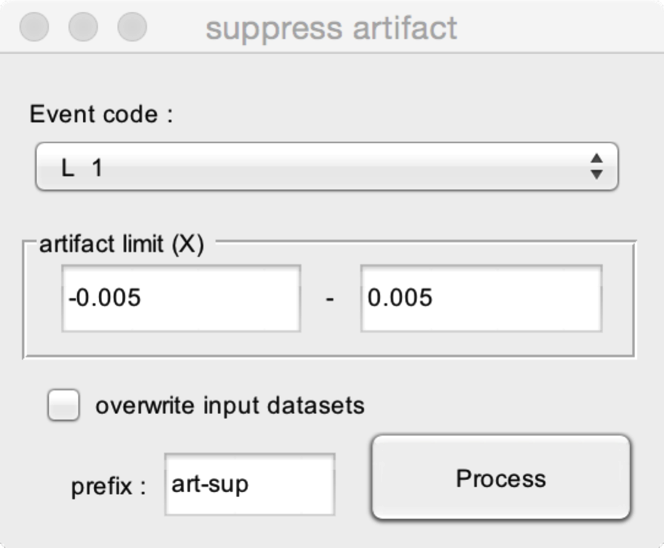 suppress artifact
Event code :
L 1
artifact limit (X)
-0.005 - 0.005
overwrite input datasets
prefix : art-sup Process